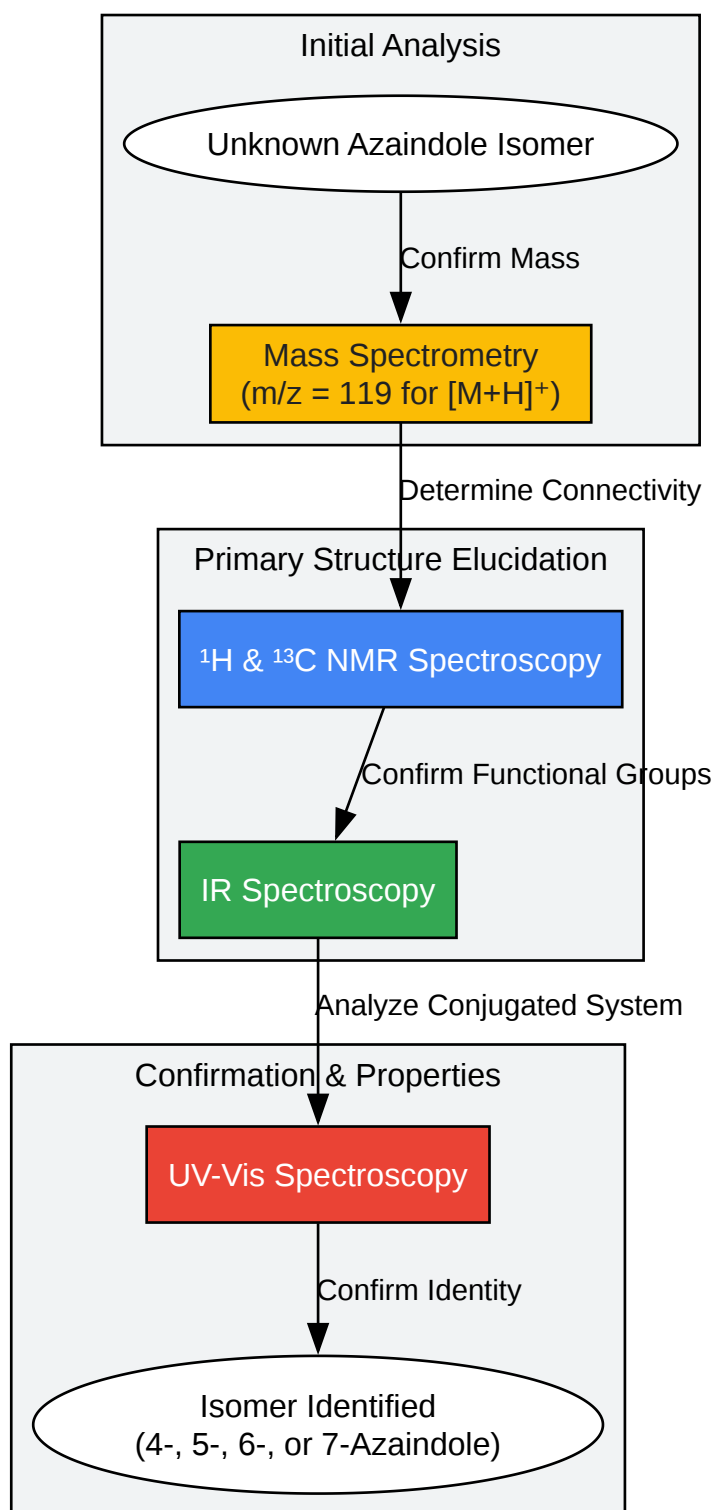 Initial Analysis
Unknown Azaindole Isomer
Confirm Mass
Mass Spectrometry
(m/z = 119 for [M+H]⁺)
Determine Connectivity
Primary Structure Elucidation
¹H & ¹³C NMR Spectroscopy
Confirm Functional Groups
IR Spectroscopy
Analyze Conjugated System
Confirmation & Properties
UV-Vis Spectroscopy
Confirm Identity
Isomer Identified
(4-, 5-, 6-, or 7-Azaindole)